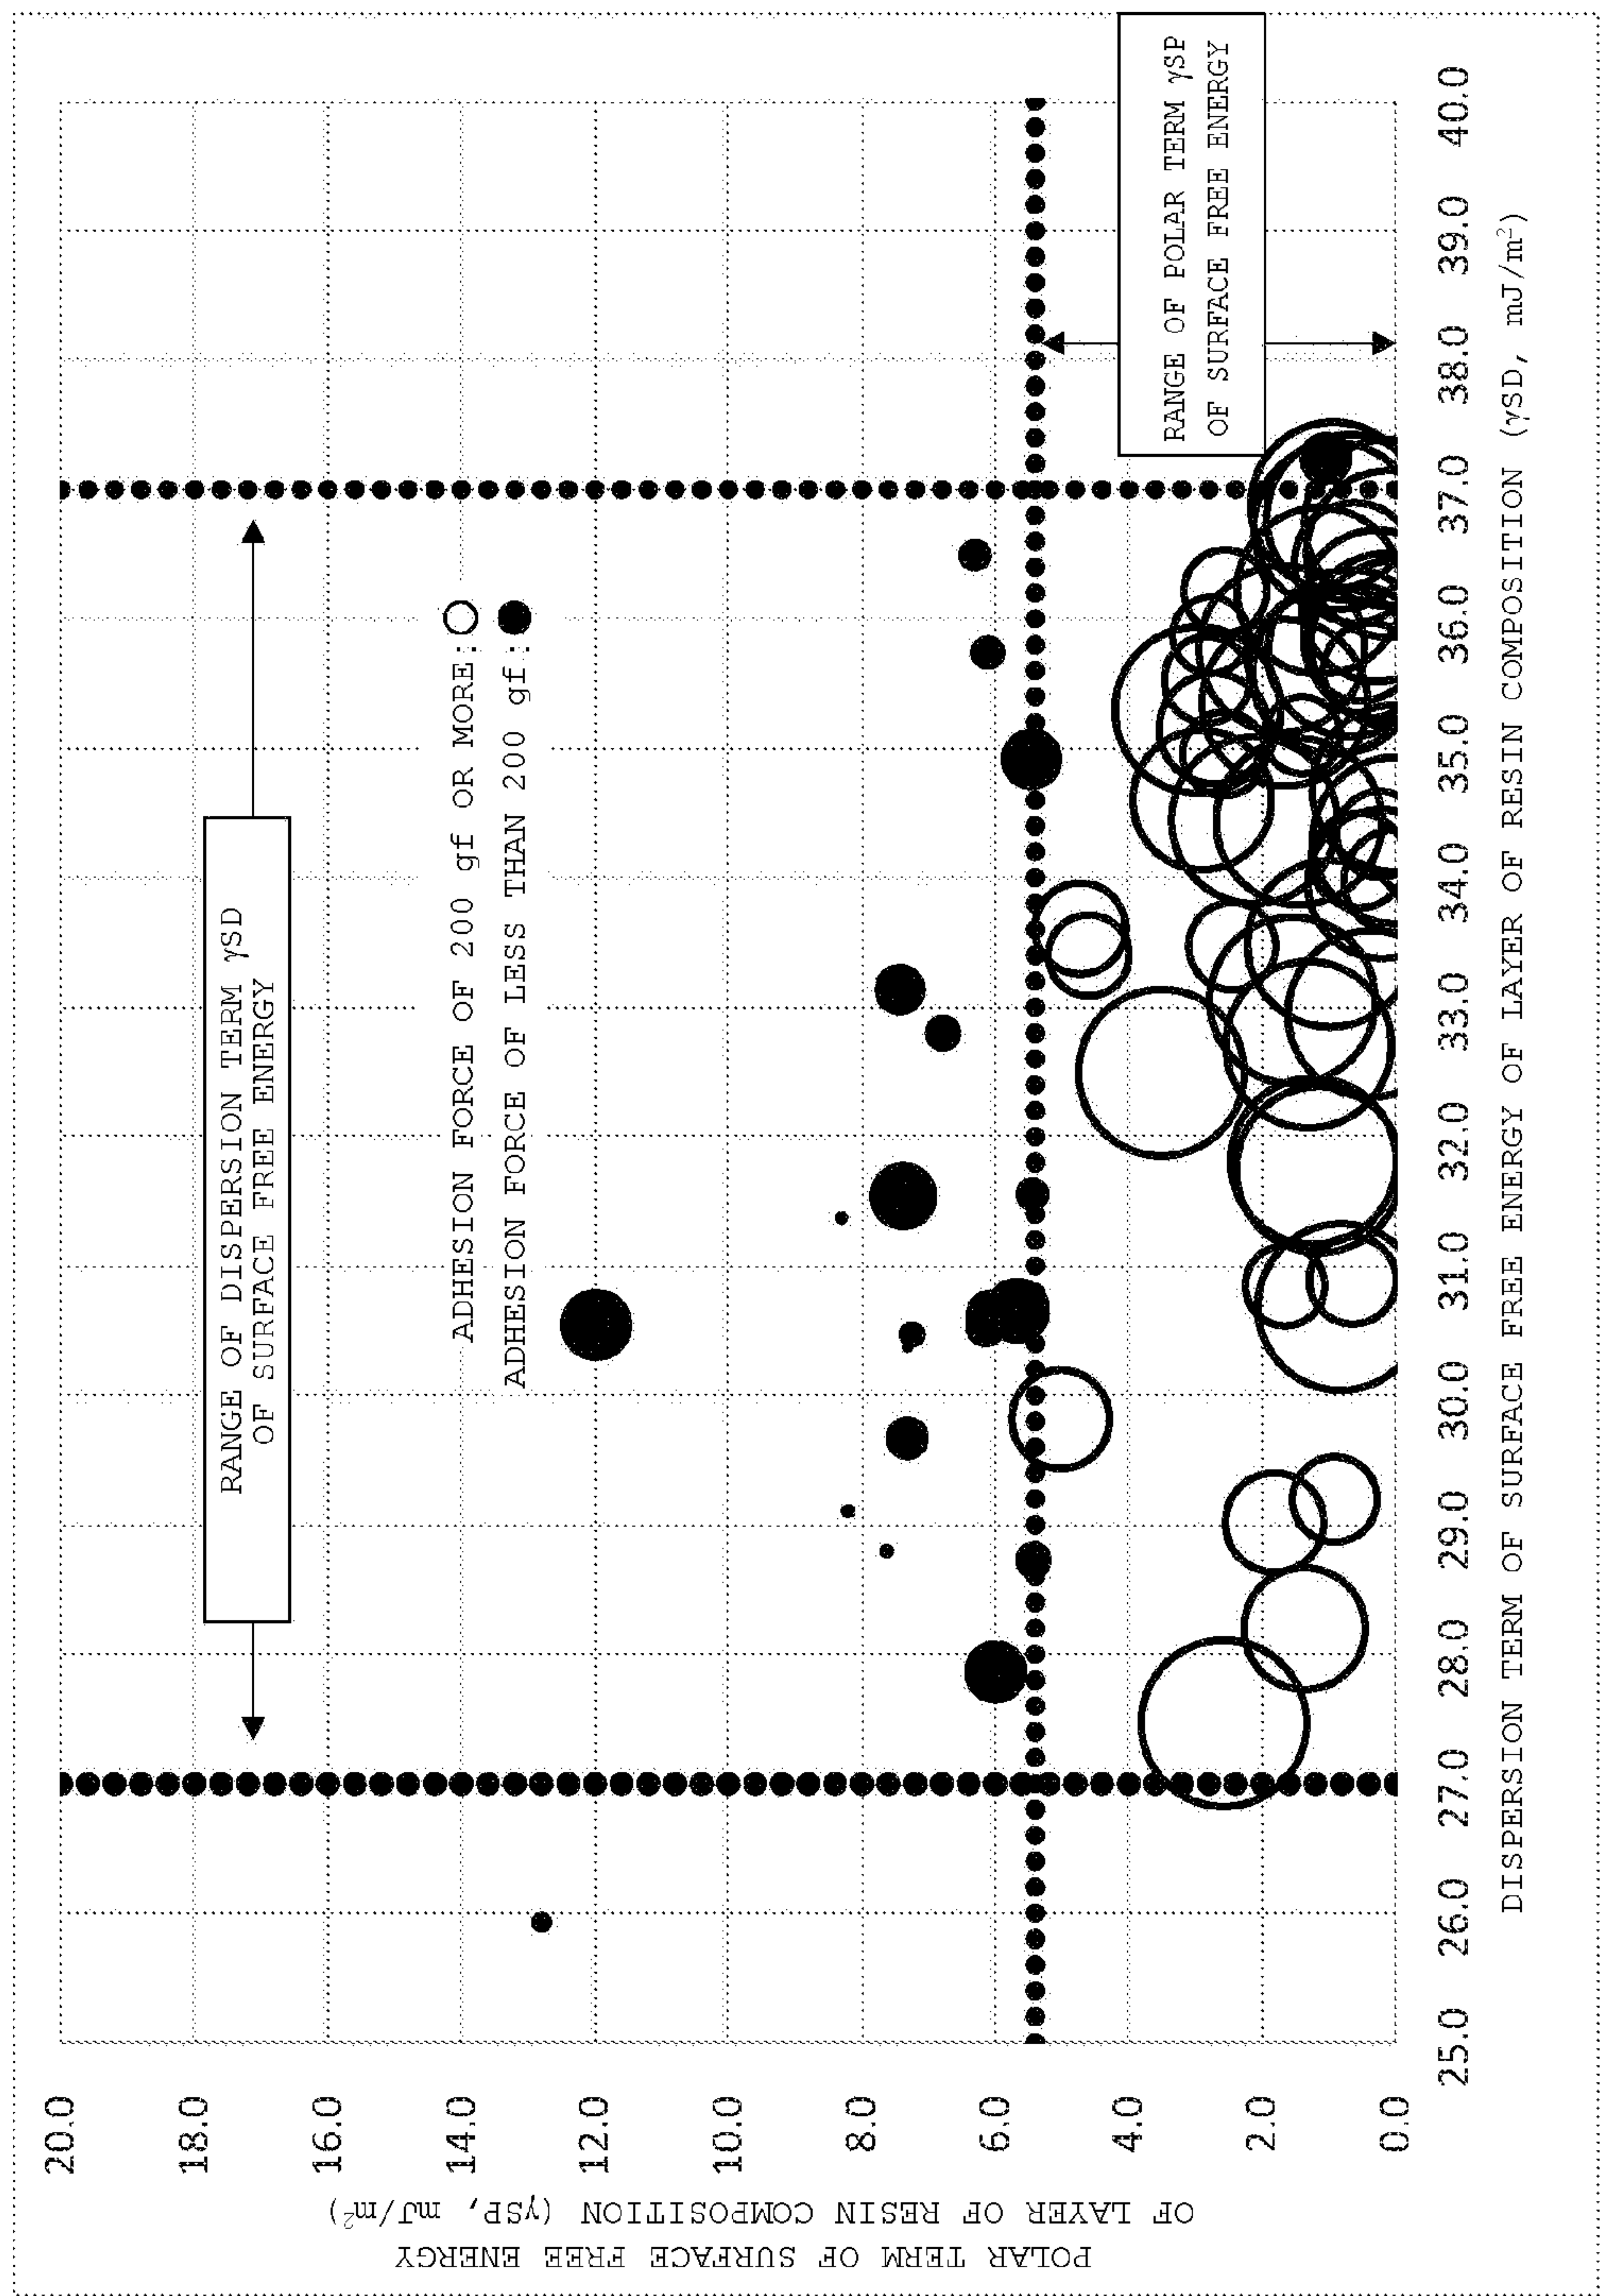 RANGE OF DISPERSION TERM γSD
OF SURFACE FREE ENERGY
ADHESION FORCE OF 200 gf OR MORE:
ADHESION FORCE OF LESS THAN 200 gf:
RANGE OF POLAR TERM γSP
OF SURFACE FREE ENERGY
POLAR TERM OF SURFACE FREE ENERGY
OF LAYER OF RESIN COMPOSITION (γSP, mJ/m²)
20.0
18.0
16.0
14.0
12.0
10.0
8.0
6.0
4.0
2.0
0.0
25.0 26.0 27.0 28.0 29.0 30.0 31.0 32.0 33.0 34.0 35.0 36.0 37.0 38.0 39.0 40.0
DISPERSION TERM OF SURFACE FREE ENERGY OF LAYER OF RESIN COMPOSITION (γSD, mJ/m²)